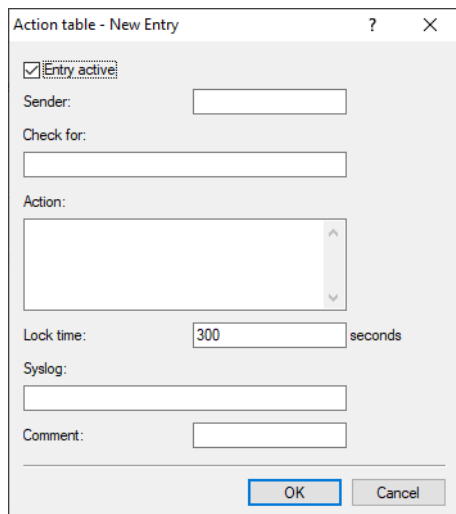 Action table - New Entry ?
Entry active
Sender:
Check for:
Action:
Lock time: 300 seconds
Syslog:
Comment:
OK Cancel